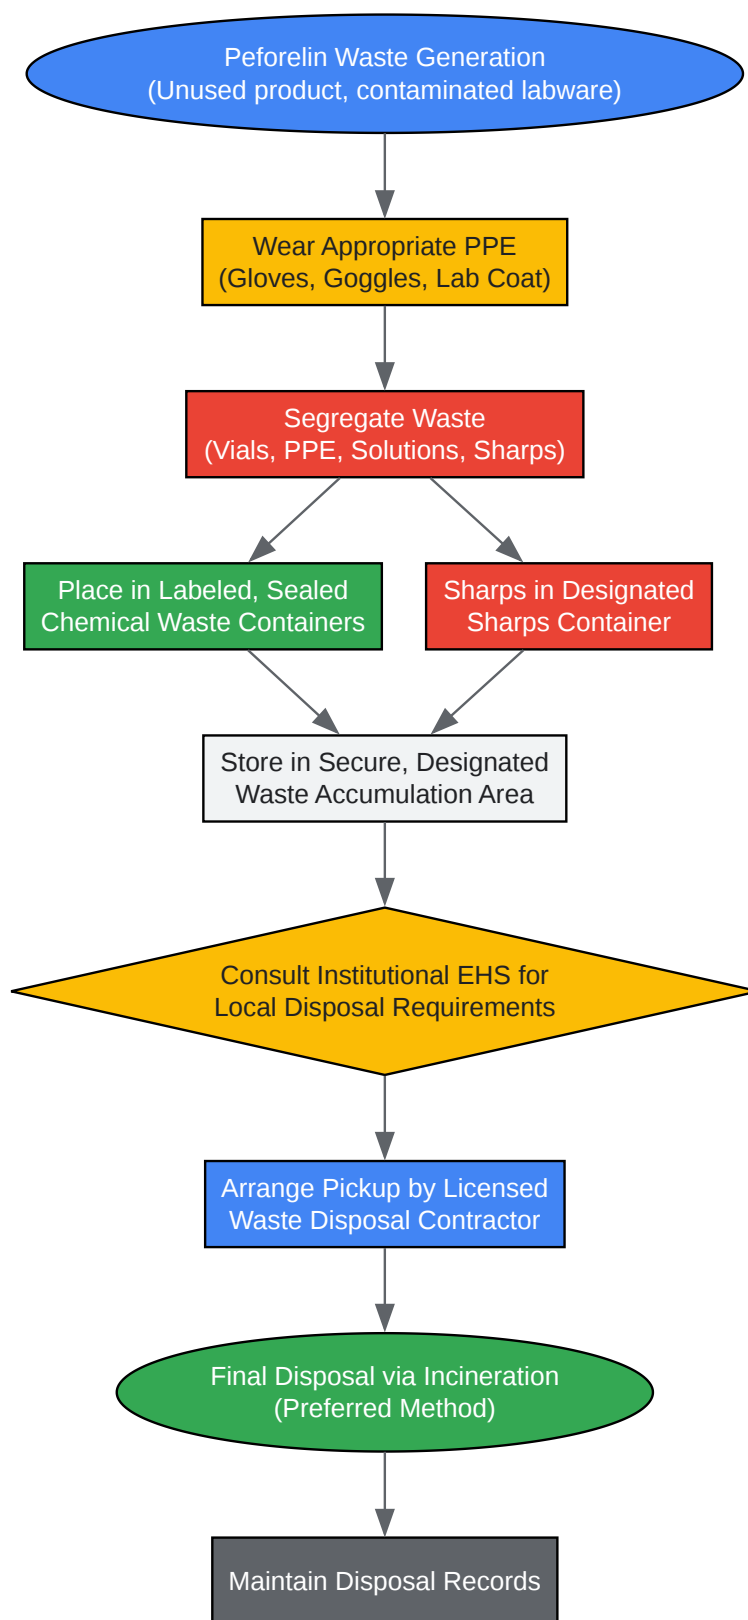 Peforelin Waste Generation
(Unused product, contaminated labware)
Wear Appropriate PPE
(Gloves, Goggles, Lab Coat)
Segregate Waste
(Vials, PPE, Solutions, Sharps)
Place in Labeled, Sealed
Chemical Waste Containers
Sharps in Designated
Sharps Container
Store in Secure, Designated
Waste Accumulation Area
Consult Institutional EHS for
Local Disposal Requirements
Arrange Pickup by Licensed
Waste Disposal Contractor
Final Disposal via Incineration
(Preferred Method)
Maintain Disposal Records